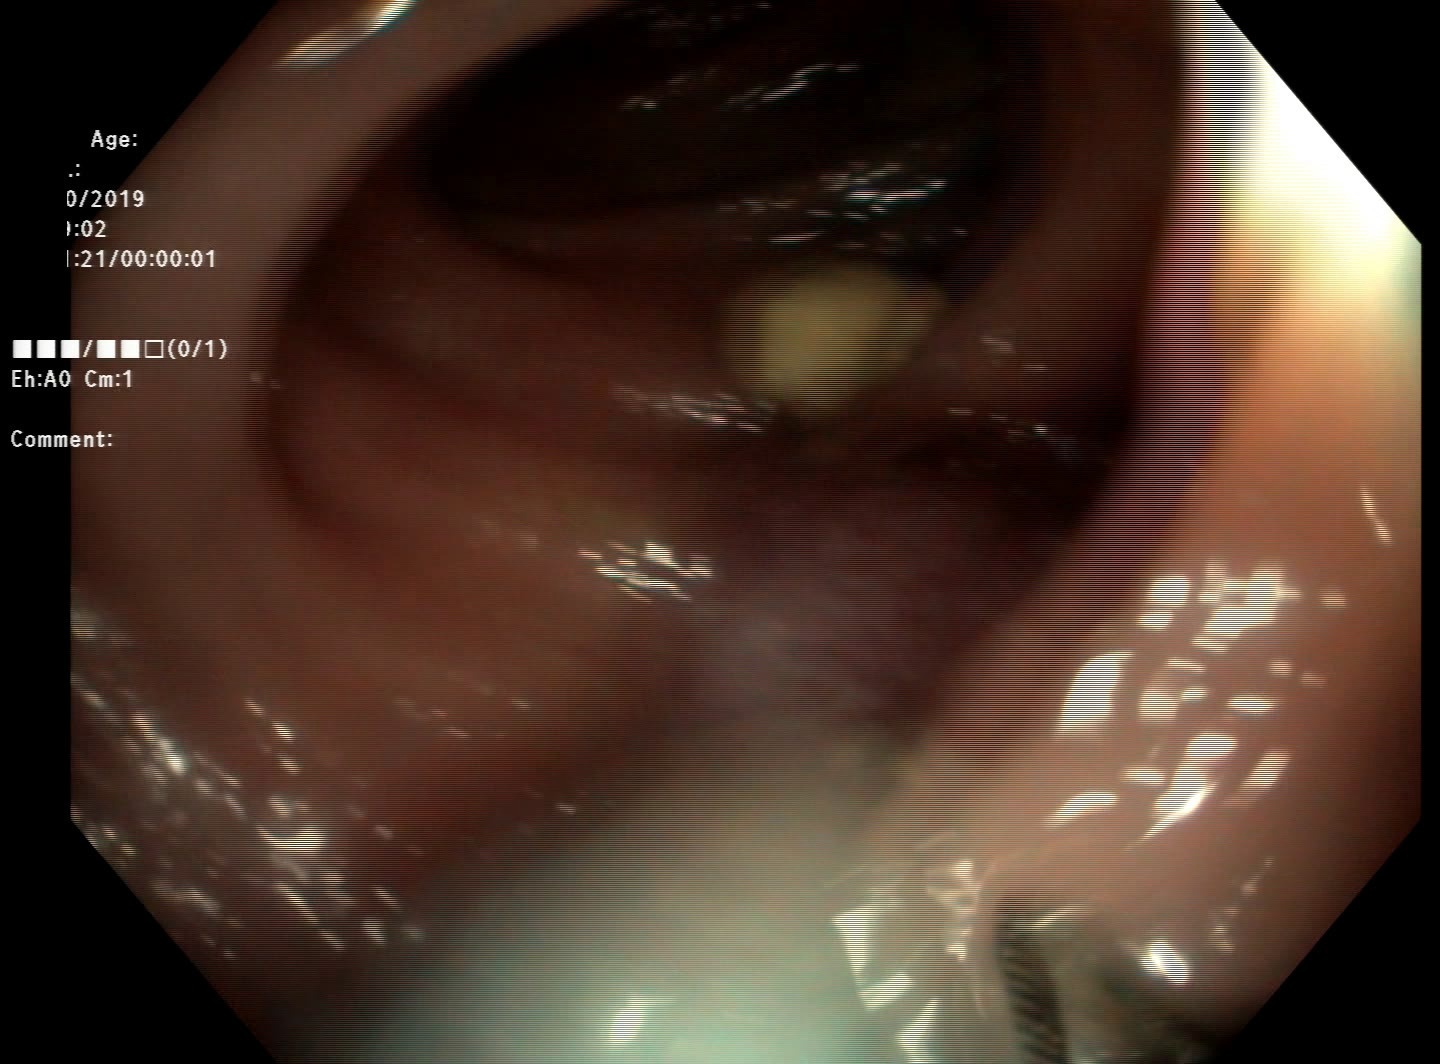 Age:
.:
0/2019
:02
:21/00:00:01
■■■/■■□(0/1)
Eh:A0 Cm:1
Comment: